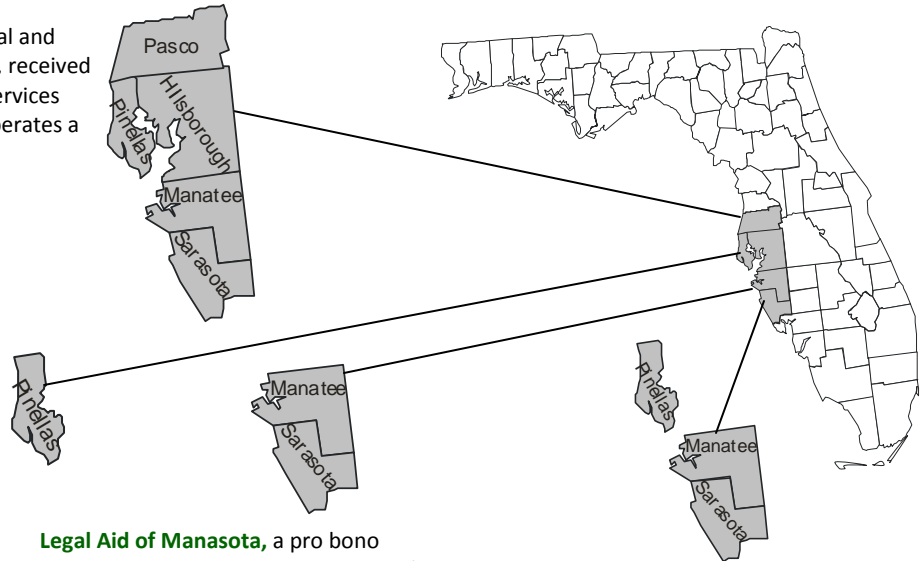 al and
, received
ervices
perates a
Pasco
Hillsborough
Pinellas
Manatee
Sarasota
Pinellas
Manatee
Sarasota
Pinellas
Manatee
Sarasota
Legal Aid of Manasota, a pro bono